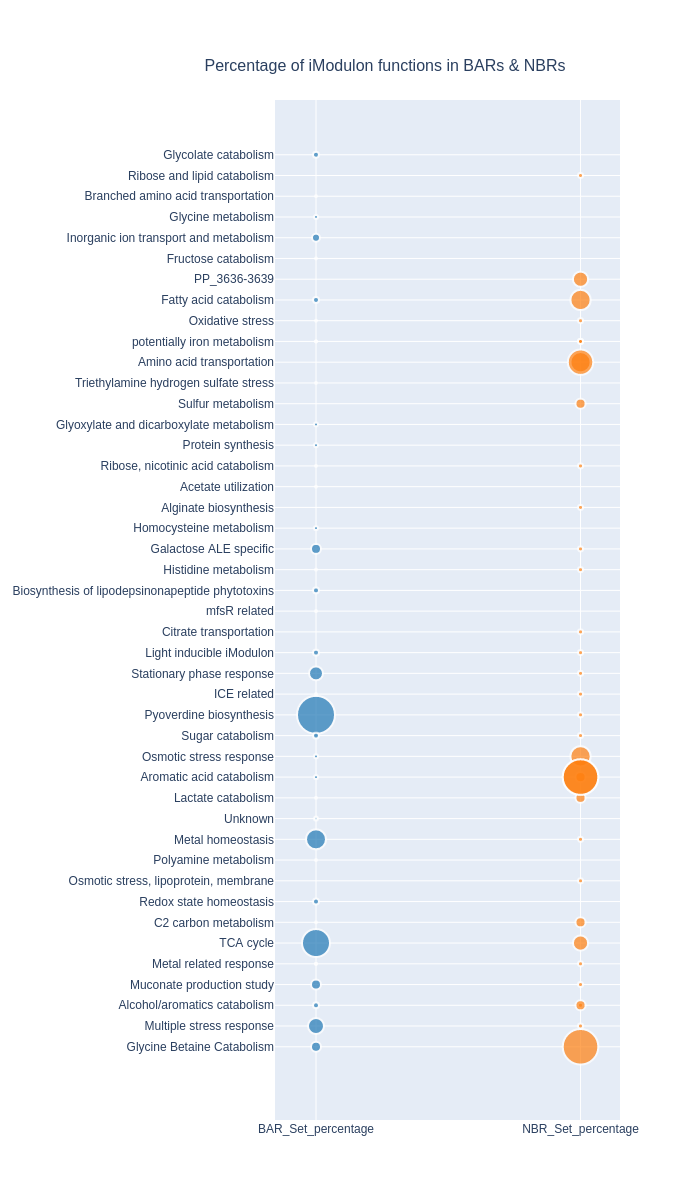 Percentage of iModulon functions in BARs & NBRs
Glycolate catabolism
Ribose and lipid catabolism
Branched amino acid transportation
Glycine metabolism
Inorganic ion transport and metabolism
Fructose catabolism
PP_3636-3639
Fatty acid catabolism
Oxidative stress
potentially iron metabolism
Amino acid transportation
Triethylamine hydrogen sulfate stress
Sulfur metabolism
Glyoxylate and dicarboxylate metabolism
Protein synthesis
Ribose, nicotinic acid catabolism
Acetate utilization
Alginate biosynthesis
Homocysteine metabolism
Galactose ALE specific
Histidine metabolism
Biosynthesis of lipodepsinonapeptide phytotoxins
mfsR related
Citrate transportation
Light inducible iModulon
Stationary phase response
ICE related
Pyoverdine biosynthesis
Sugar catabolism
Osmotic stress response
Aromatic acid catabolism
Lactate catabolism
Unknown
Metal homeostasis
Polyamine metabolism
Osmotic stress, lipoprotein, membrane
Redox state homeostasis
C2 carbon metabolism
TCA cycle
Metal related response
Muconate production study
Alcohol/aromatics catabolism
Multiple stress response
Glycine Betaine Catabolism
BAR_Set_percentage
NBR_Set_percentage